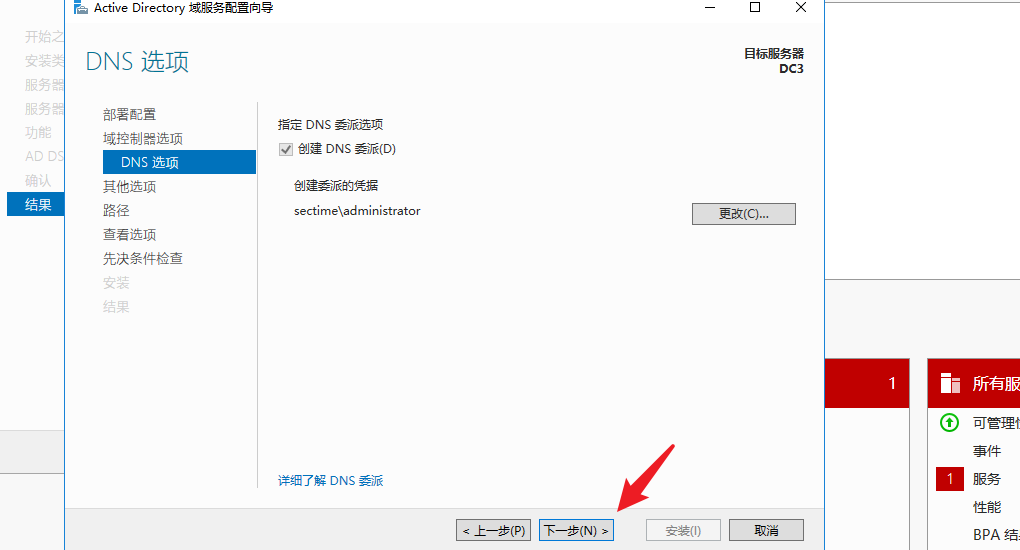 Active Directory 域服务配置向导
开始之
安装类
服务器
服务器
功能
AD DS
确认
结果
DNS 选项
目标服务器
DC3
部署配置
域控制器选项
DNS 选项
其他选项
路径
查看选项
先决条件检查
安装
结果
指定 DNS 委派选项
创建 DNS 委派(D)
创建委派的凭据
sectime\administrator
更改(C)...
详细了解 DNS 委派
< 上一步(P)
下一步(N) >
安装(I)
取消
1
所有服
可管理性
事件
1
服务
性能
BPA 结